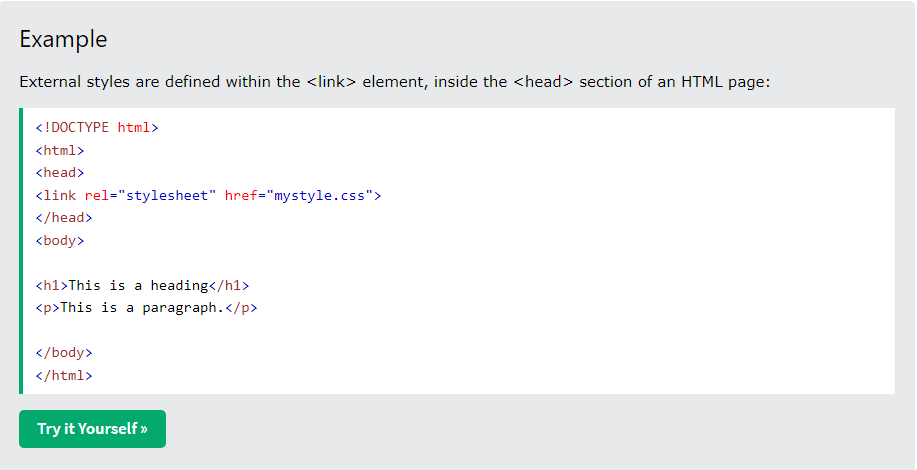 Example
External styles are defined within the <link> element, inside the <head> section of an HTML page:
<!DOCTYPE html>
<html>
<head>
<link rel="stylesheet" href="mystyle.css">
</head>
<body>
<h1>This is a heading</h1>
<p>This is a paragraph.</p>
</body>
</html>
Try it Yourself »